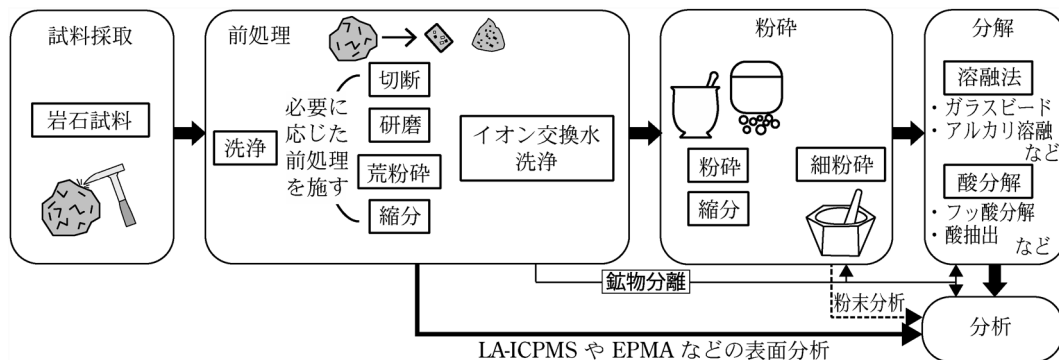 試料採取
岩石試料
前処理
洗浄
必要に
応じた
前処理
を施す
切断
研磨
荒粉砕
縮分
イオン交換水
洗浄
粉砕
粉砕
縮分
細粉砕
分解
溶融法
・ガラスビード
・アルカリ溶融
など
酸分解
・フッ酸分解
・酸抽出
など
鉱物分離
粉末分析
分析
LA-ICPMS や EPMA などの表面分析